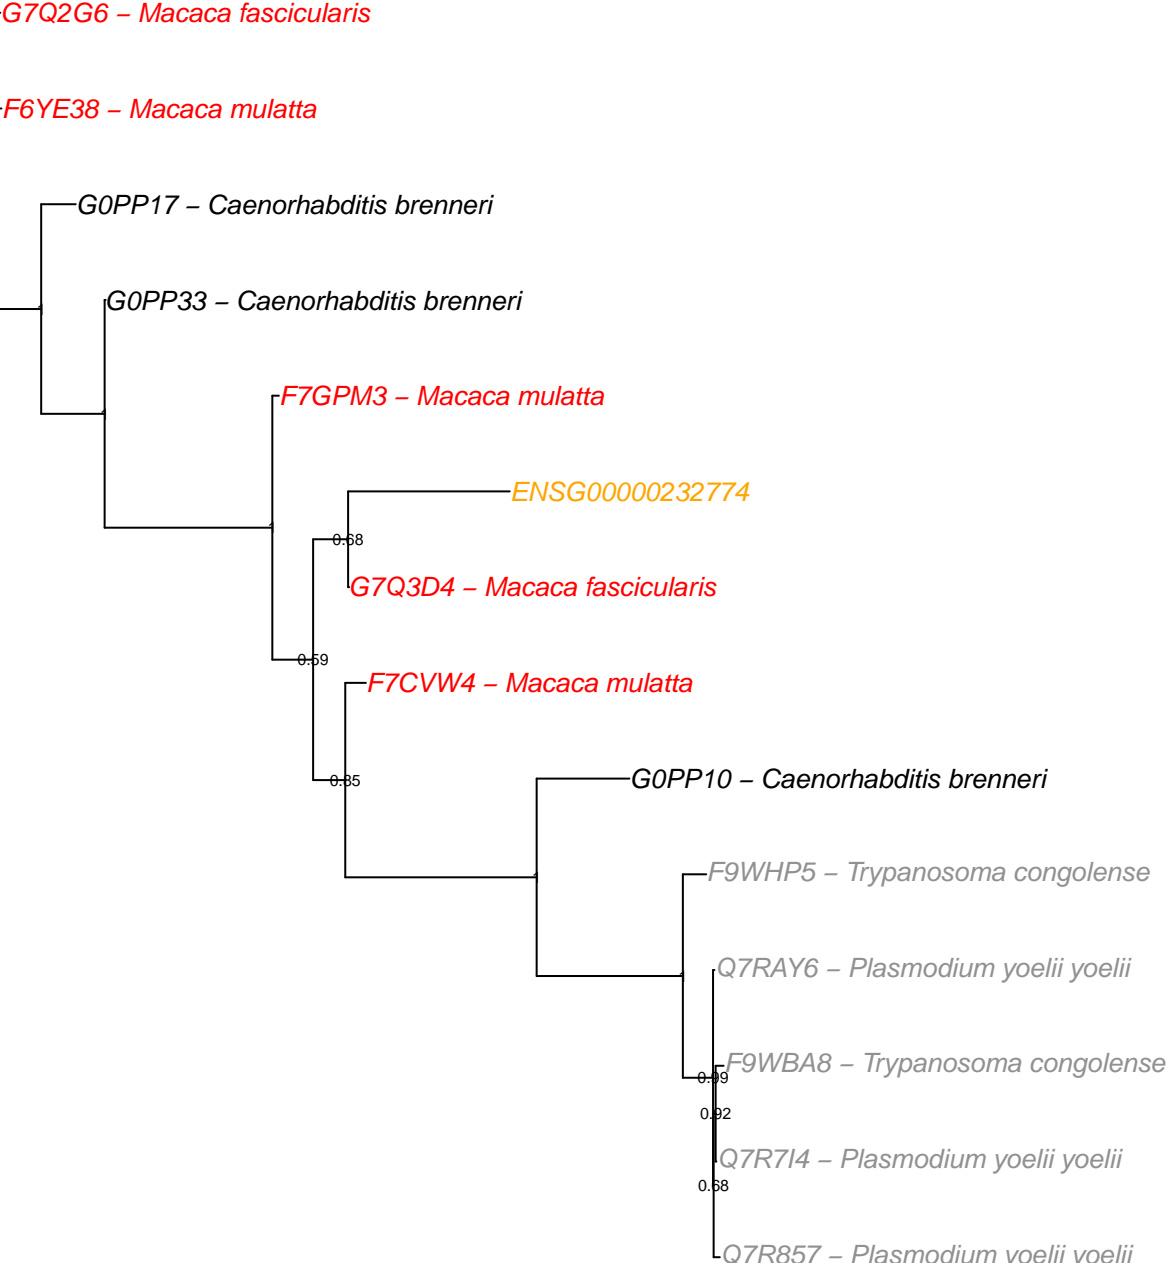 G7Q2G6 – Macaca fascicularis
F6YE38 – Macaca mulatta
G0PP17 – Caenorhabditis brenneri
G0PP33 – Caenorhabditis brenneri
F7GPM3 – Macaca mulatta
ENSG00000232774
0.68
G7Q3D4 – Macaca fascicularis
0.59
F7CVW4 – Macaca mulatta
0.85
G0PP10 – Caenorhabditis brenneri
F9WHP5 – Trypanosoma congolense
Q7RAY6 – Plasmodium yoelii yoelii
F9WBA8 – Trypanosoma congolense
0.99
0.92
Q7R7I4 – Plasmodium yoelii yoelii
0.68
Q7R857 – Plasmodium yoelii yoelii